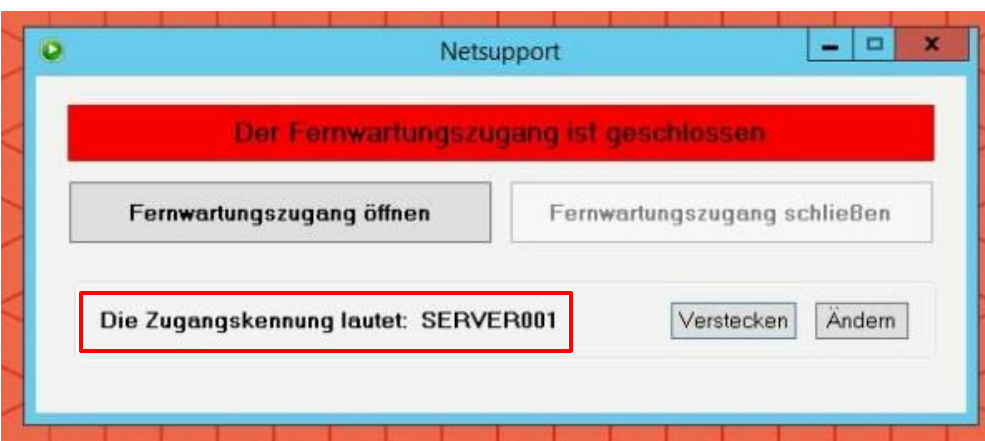 Netsupport
Der Fernwartungszugang ist geschlossen
Fernwartungszugang öffnen
Fernwartungszugang schließen
Die Zugangskennung lautet: SERVER001
Verstecken
Ändern